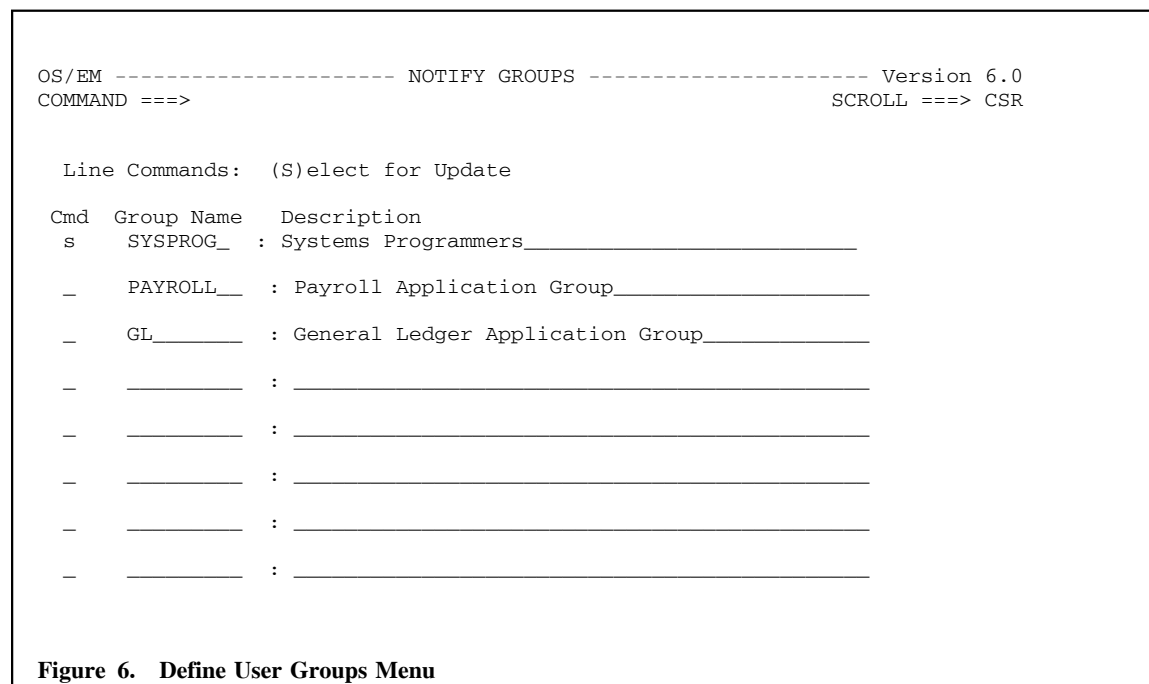 OS/EM ---------------------- NOTIFY GROUPS ---------------------- Version 6.0
COMMAND ===> SCROLL ===> CSR
Line Commands: (S)elect for Update
Cmd Group Name Description
s SYSPROG_ : Systems Programmers__________________________
_ PAYROLL__ : Payroll Application Group____________________
_ GL_______ : General Ledger Application Group_____________
_ _________ : _____________________________________________
_ _________ : _____________________________________________
_ _________ : _____________________________________________
_ _________ : _____________________________________________
_ _________ : _____________________________________________
Figure 6. Define User Groups Menu